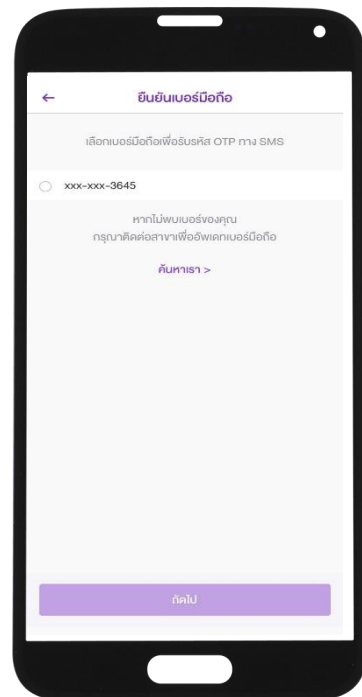 ยืนยันเบอร์มือถือ
เลือกเบอร์มือถือเพื่อรับรหัส OTP ทาง SMS
xxx-xxx-3645
หากไม่พบเบอร์ของคุณ
กรุณาติดต่อสาขาเพื่ออัพเดทเบอร์มือถือ
ค้นหาเรา >
ถัดไป